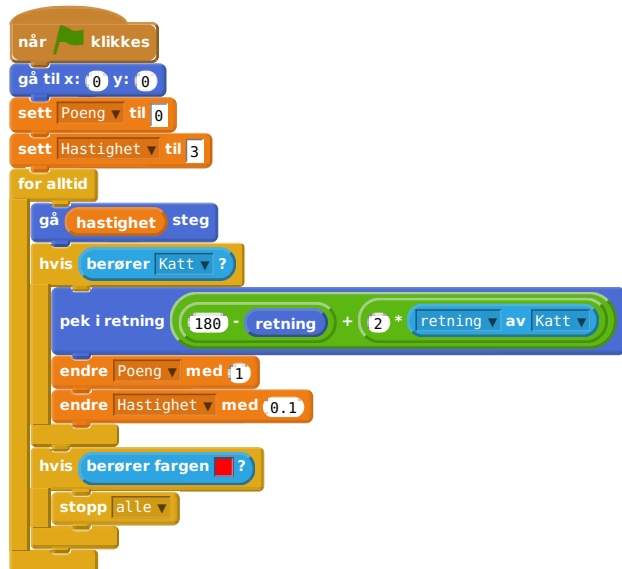 når klikkes
gå til x: 0 y: 0
sett Poeng til 0
sett Hastighet til 3
for alltid
gå hastighet steg
hvis berører Katt ?
pek i retning 180 - retning + 2 * retning av Katt
endre Poeng med 1
endre Hastighet med 0.1
hvis berører fargen ?
stopp alle